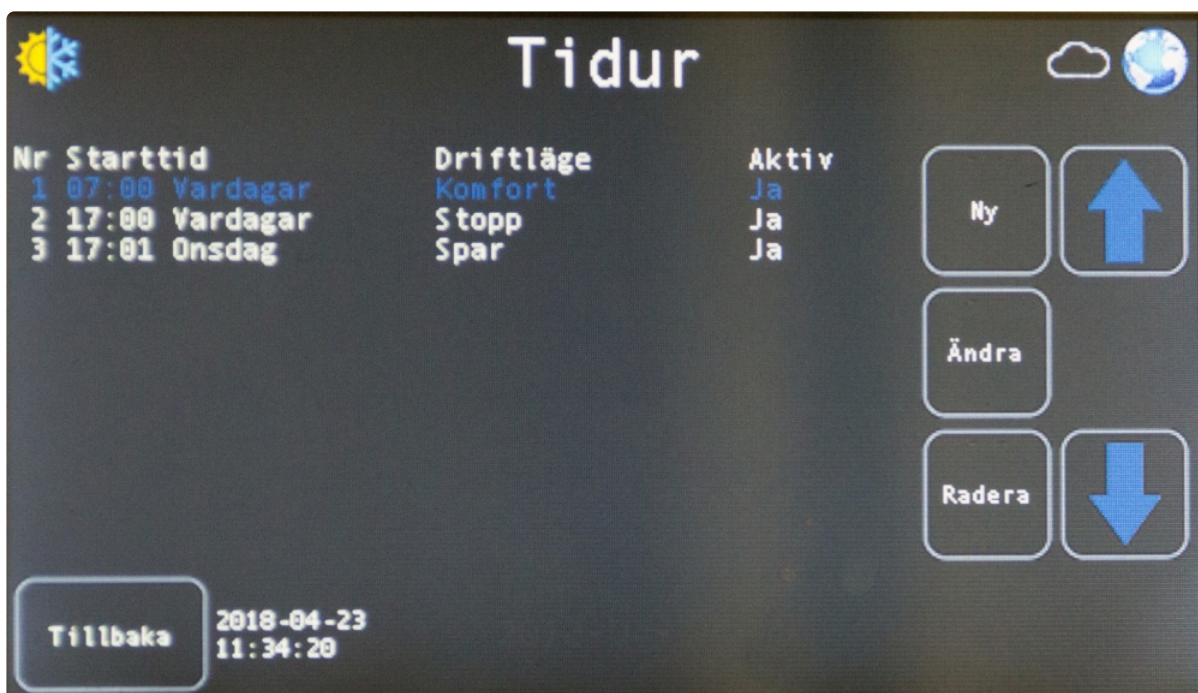 Tidur
Nr Starttid Driftläge Aktiv
1 07:00 Vardagar Komfort Ja
2 17:00 Vardagar Stopp Ja
3 17:01 Onsdag Spar Ja
Ny
Ändra
Radera
Tillbaka
2018-04-23
11:34:20